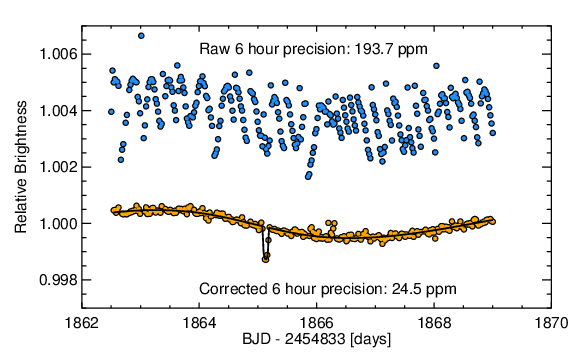 Raw 6 hour precision: 193.7 ppm
1.006
1.004
1.002
1.000
0.998
Relative Brightness
Corrected 6 hour precision: 24.5 ppm
1862 1864 1866 1868 1870
BJD - 2454833 [days]